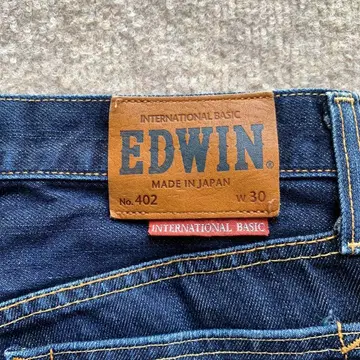 INTERNATIONAL BASIC
EDWIN®
MADE IN JAPAN
No. 402 W 30
INTERNATIONAL BASIC